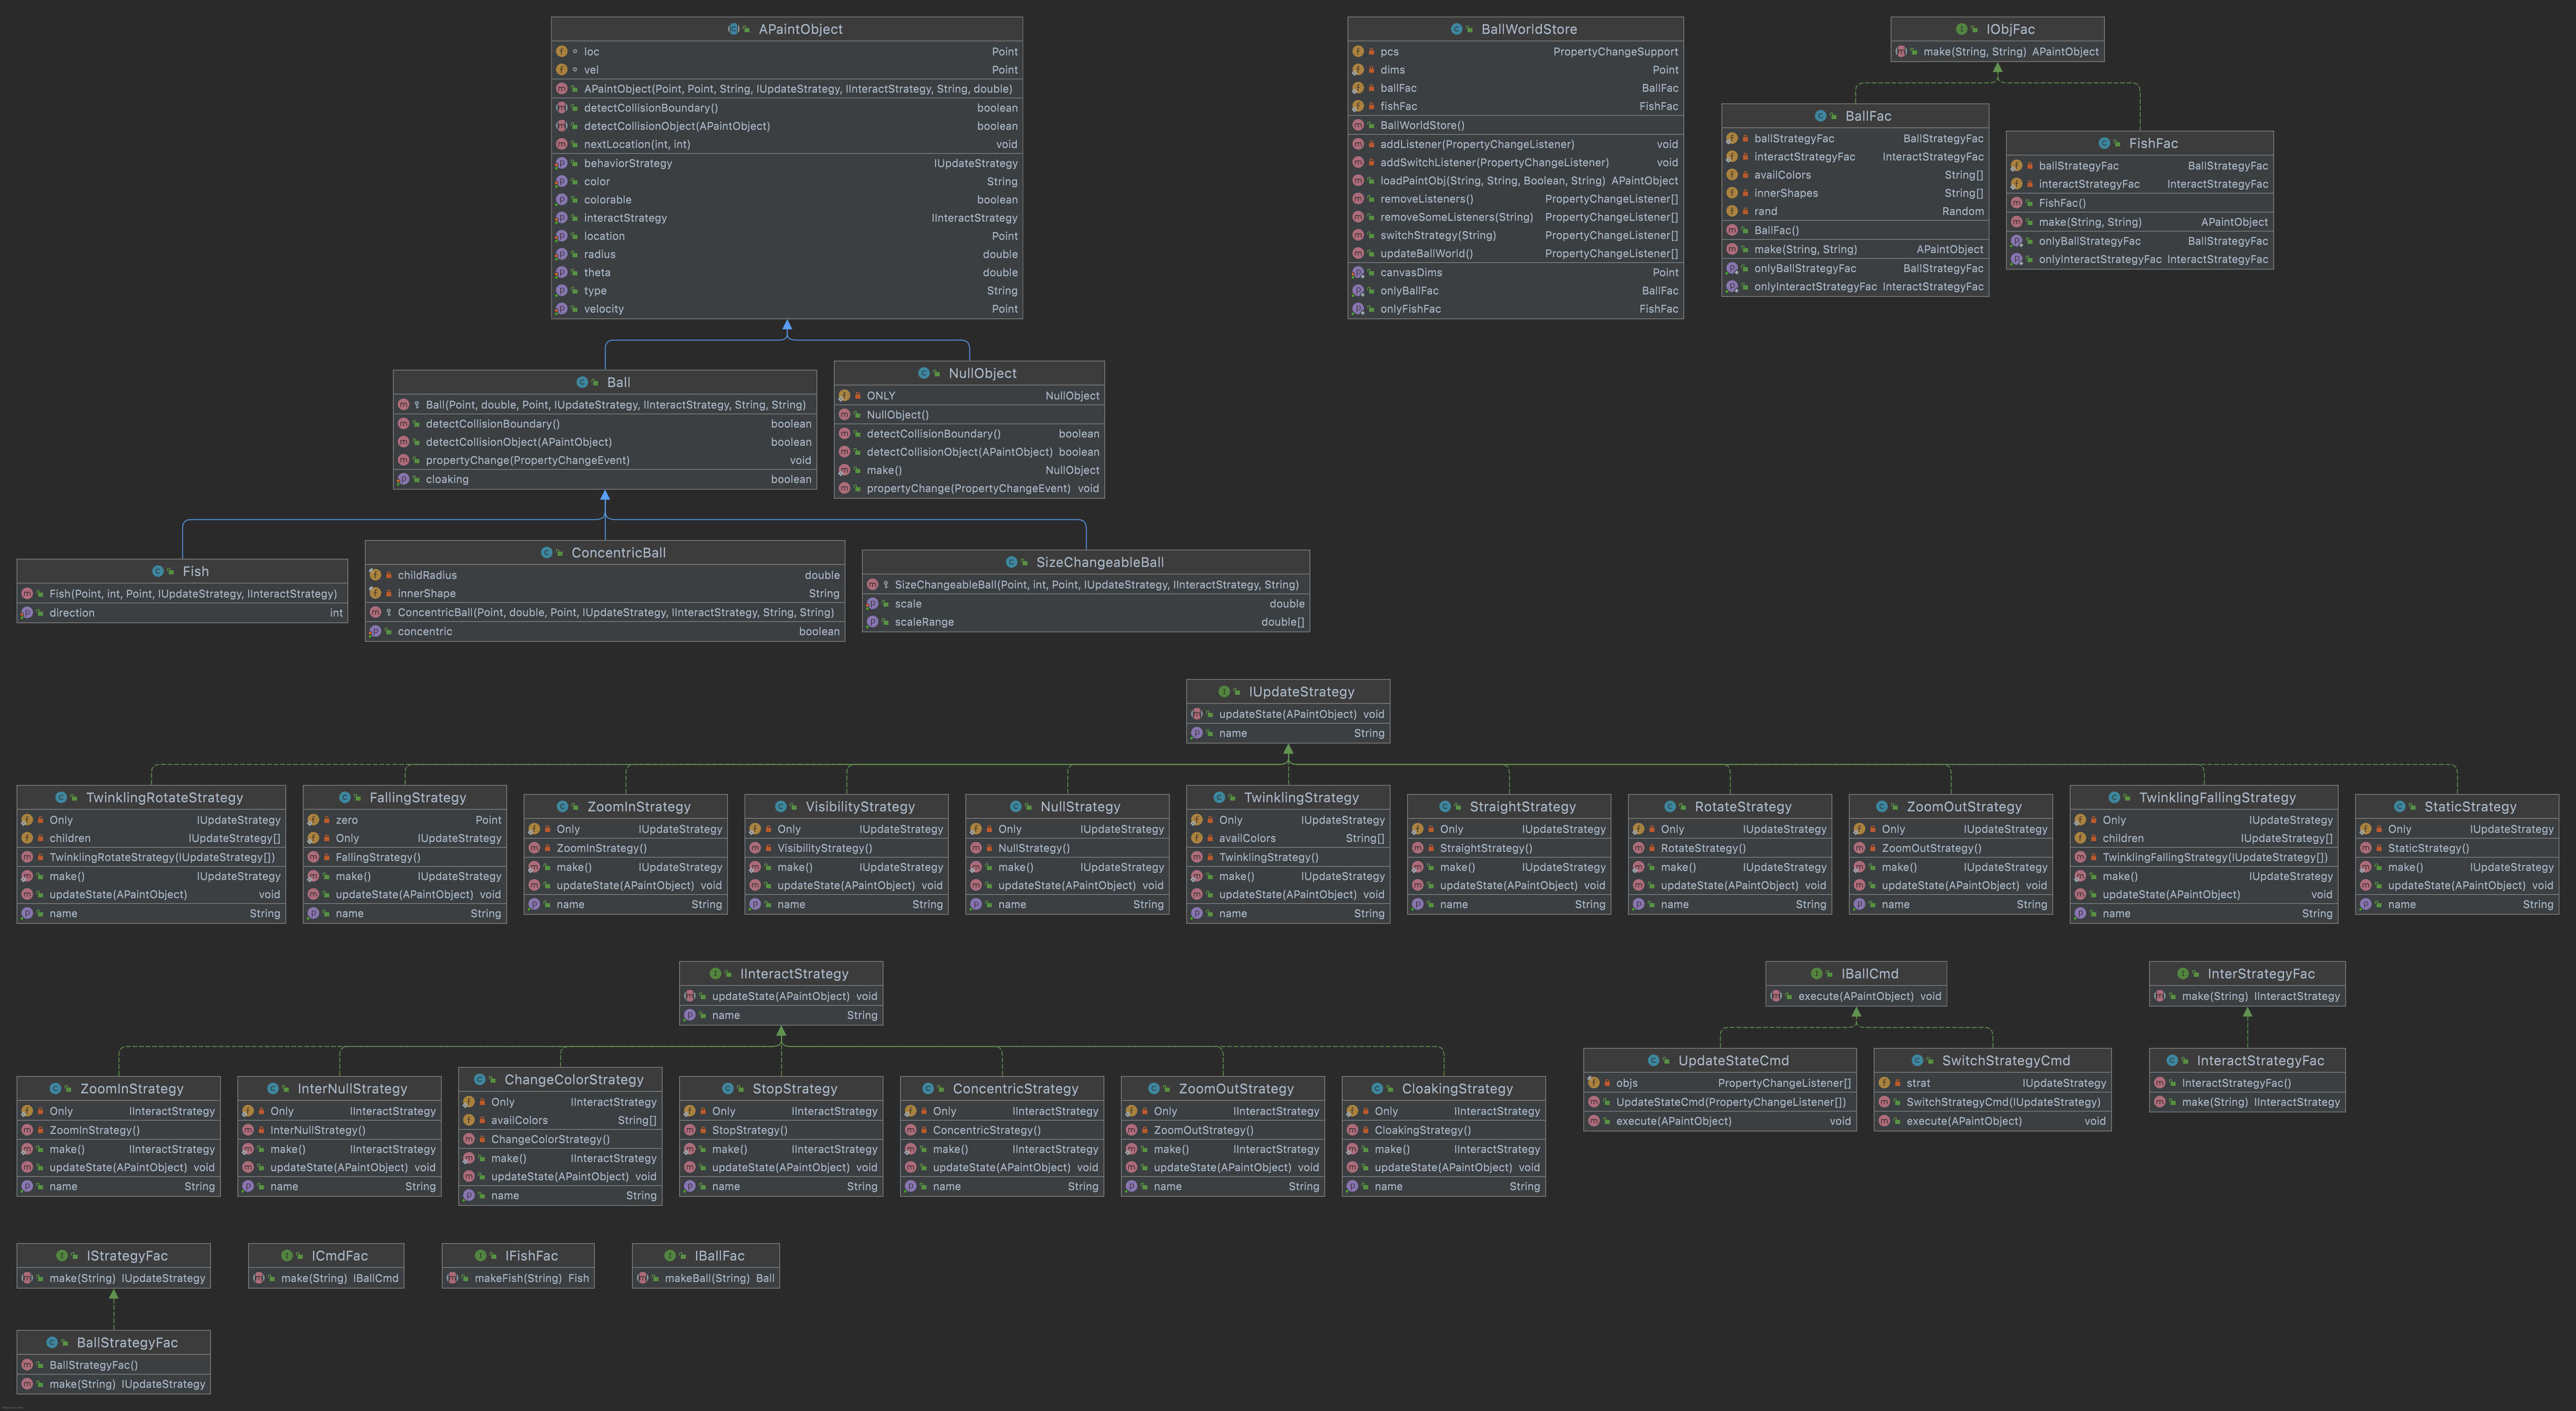 APaintObject
loc Point
vel Point
APaintObject(Point, Point, String, IUpdateStrategy, IInteractStrategy, String, double)
detectCollisionBoundary() boolean
detectCollisionObject(APaintObject) boolean
nextLocation(int, int) void
behaviorStrategy IUpdateStrategy
color String
colorable boolean
interactStrategy IInteractStrategy
location Point
radius double
theta double
type String
velocity Point
BallWorldStore
pcs PropertyChangeSupport
dims Point
ballFac BallFac
fishFac FishFac
BallWorldStore()
addListener(PropertyChangeListener) void
addSwitchListener(PropertyChangeListener) void
loadPaintObj(String, String, Boolean, String) APaintObject
removeListeners() PropertyChangeListener[]
removeSomeListeners(String) PropertyChangeListener[]
switchStrategy(String) PropertyChangeListener[]
updateBallWorld() PropertyChangeListener[]
canvasDims Point
onlyBallFac BallFac
onlyFishFac FishFac
IObjFac
make(String, String) APaintObject
BallFac
ballStrategyFac BallStrategyFac
interactStrategyFac InteractStrategyFac
availColors String[]
innerShapes String[]
rand Random
BallFac()
make(String, String) APaintObject
onlyBallStrategyFac BallStrategyFac
onlyInteractStrategyFac InteractStrategyFac
FishFac
ballStrategyFac BallStrategyFac
interactStrategyFac InteractStrategyFac
FishFac()
make(String, String) APaintObject
onlyBallStrategyFac BallStrategyFac
onlyInteractStrategyFac InteractStrategyFac
Ball
Ball(Point, double, Point, IUpdateStrategy, IInteractStrategy, String, String)
detectCollisionBoundary() boolean
detectCollisionObject(APaintObject) boolean
propertyChange(PropertyChangeEvent) void
cloaking boolean
NullObject
ONLY NullObject
NullObject()
detectCollisionBoundary() boolean
detectCollisionObject(APaintObject) boolean
make() NullObject
propertyChange(PropertyChangeEvent) void
Fish
Fish(Point, int, Point, IUpdateStrategy, IInteractStrategy)
direction int
ConcentricBall
childRadius double
innerShape String
ConcentricBall(Point, double, Point, IUpdateStrategy, IInteractStrategy, String, String)
concentric boolean
SizeChangeableBall
SizeChangeableBall(Point, int, Point, IUpdateStrategy, IInteractStrategy, String)
scale double
scaleRange double[]
IUpdateStrategy
updateState(APaintObject) void
name String
TwinklingRotateStrategy
Only IUpdateStrategy
children IUpdateStrategy[]
TwinklingRotateStrategy(IUpdateStrategy[])
make() IUpdateStrategy
updateState(APaintObject) void
name String
FallingStrategy
zero Point
Only IUpdateStrategy
FallingStrategy()
make() IUpdateStrategy
updateState(APaintObject) void
name String
ZoomInStrategy
Only IUpdateStrategy
ZoomInStrategy()
make() IUpdateStrategy
updateState(APaintObject) void
name String
VisibilityStrategy
Only IUpdateStrategy
VisibilityStrategy()
make() IUpdateStrategy
updateState(APaintObject) void
name String
NullStrategy
Only IUpdateStrategy
NullStrategy()
make() IUpdateStrategy
updateState(APaintObject) void
name String
TwinklingStrategy
Only IUpdateStrategy
availColors String[]
TwinklingStrategy()
make() IUpdateStrategy
updateState(APaintObject) void
name String
StraightStrategy
Only IUpdateStrategy
StraightStrategy()
make() IUpdateStrategy
updateState(APaintObject) void
name String
RotateStrategy
Only IUpdateStrategy
RotateStrategy()
make() IUpdateStrategy
updateState(APaintObject) void
name String
ZoomOutStrategy
Only IUpdateStrategy
ZoomOutStrategy()
make() IUpdateStrategy
updateState(APaintObject) void
name String
TwinklingFallingStrategy
Only IUpdateStrategy
children IUpdateStrategy[]
TwinklingFallingStrategy(IUpdateStrategy[])
make() IUpdateStrategy
updateState(APaintObject) void
name String
StaticStrategy
Only IUpdateStrategy
StaticStrategy()
make() IUpdateStrategy
updateState(APaintObject) void
name String
IInteractStrategy
updateState(APaintObject) void
name String
IBallCmd
execute(APaintObject) void
InterStrategyFac
make(String) IInteractStrategy
ZoomInStrategy
Only IInteractStrategy
ZoomInStrategy()
make() IInteractStrategy
updateState(APaintObject) void
name String
InterNullStrategy
Only IInteractStrategy
InterNullStrategy()
make() IInteractStrategy
updateState(APaintObject) void
name String
ChangeColorStrategy
Only IInteractStrategy
availColors String[]
ChangeColorStrategy()
make() IInteractStrategy
updateState(APaintObject) void
name String
StopStrategy
Only IInteractStrategy
StopStrategy()
make() IInteractStrategy
updateState(APaintObject) void
name String
ConcentricStrategy
Only IInteractStrategy
ConcentricStrategy()
make() IInteractStrategy
updateState(APaintObject) void
name String
ZoomOutStrategy
Only IInteractStrategy
ZoomOutStrategy()
make() IInteractStrategy
updateState(APaintObject) void
name String
CloakingStrategy
Only IInteractStrategy
CloakingStrategy()
make() IInteractStrategy
updateState(APaintObject) void
name String
UpdateStateCmd
objs PropertyChangeListener[]
UpdateStateCmd(PropertyChangeListener[])
execute(APaintObject) void
SwitchStrategyCmd
strat IUpdateStrategy
SwitchStrategyCmd(IUpdateStrategy)
execute(APaintObject) void
InteractStrategyFac
InteractStrategyFac()
make(String) IInteractStrategy
IStrategyFac
make(String) IUpdateStrategy
ICmdFac
make(String) IBallCmd
IFishFac
makeFish(String) Fish
IBallFac
makeBall(String) Ball
BallStrategyFac
BallStrategyFac()
make(String) IUpdateStrategy